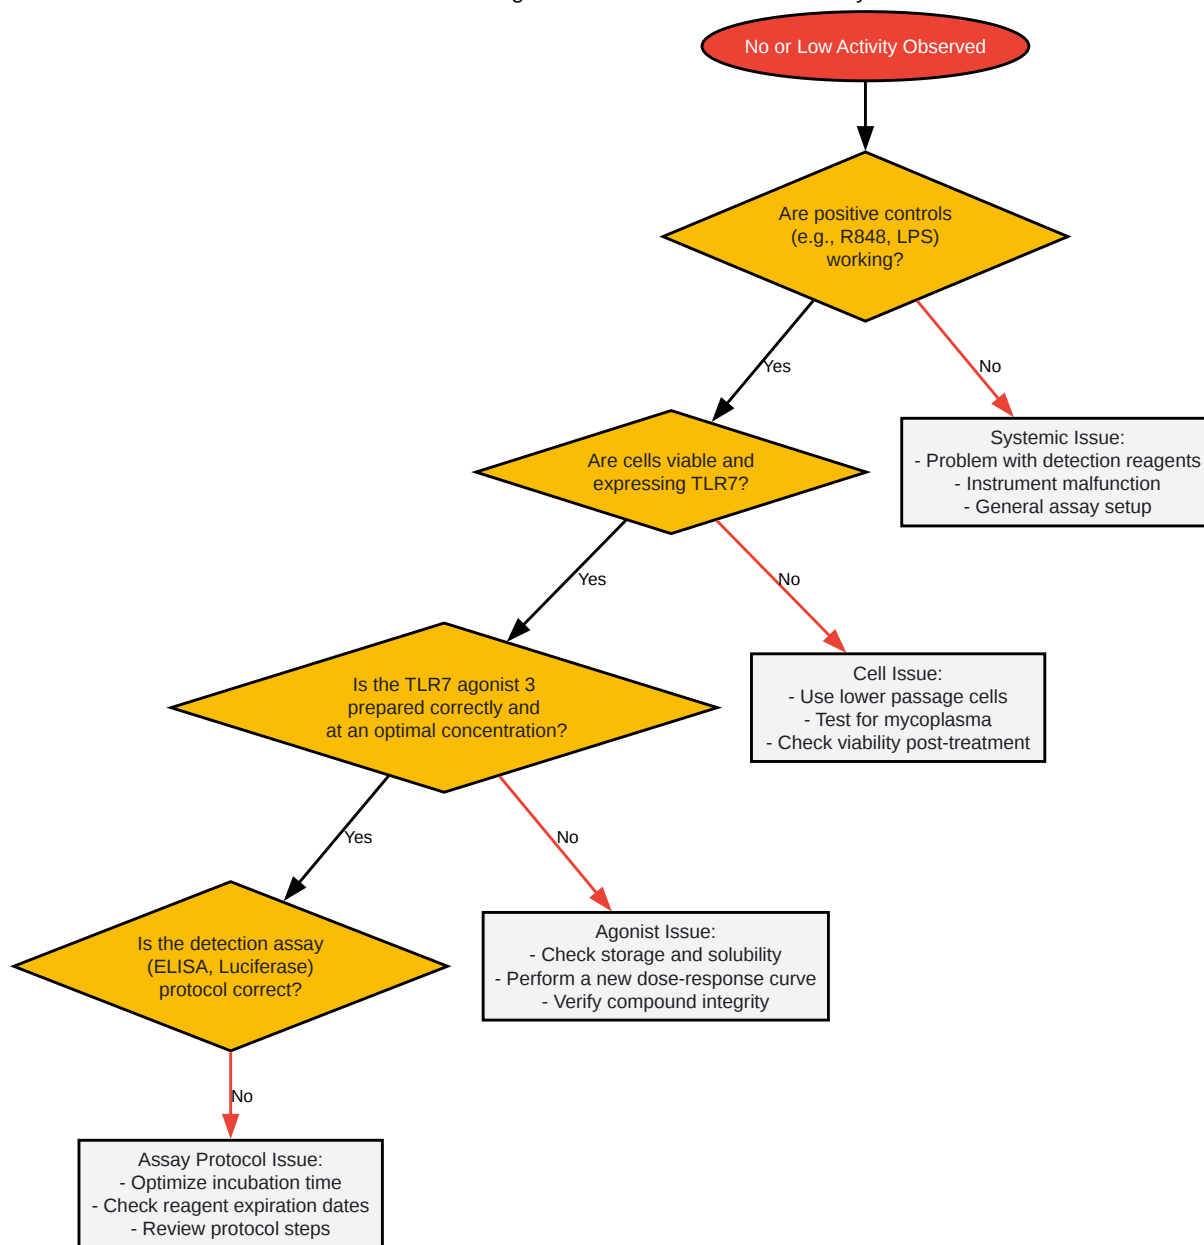 No or Low Activity Observed
Are positive controls
(e.g., R848, LPS)
working?
Yes
No
Are cells viable and
expressing TLR7?
Systemic Issue:
- Problem with detection reagents
- Instrument malfunction
- General assay setup
Yes
No
Is the TLR7 agonist 3
prepared correctly and
at an optimal concentration?
Cell Issue:
- Use lower passage cells
- Test for mycoplasma
- Check viability post-treatment
Yes
No
Is the detection assay
(ELISA, Luciferase)
protocol correct?
Agonist Issue:
- Check storage and solubility
- Perform a new dose-response curve
- Verify compound integrity
No
Assay Protocol Issue:
- Optimize incubation time
- Check reagent expiration dates
- Review protocol steps